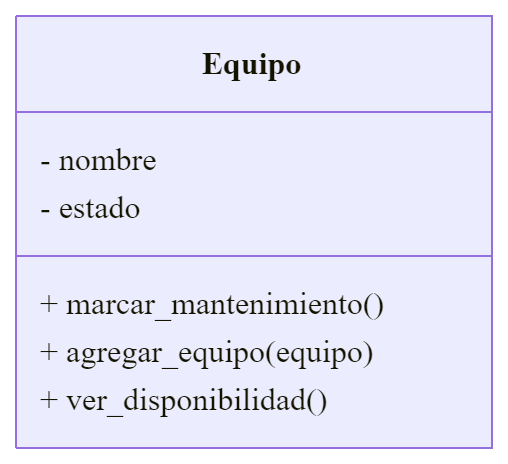 Equipo
- nombre
- estado
+ marcar_mantenimiento()
+ agregar_equipo(equipo)
+ ver_disponibilidad()